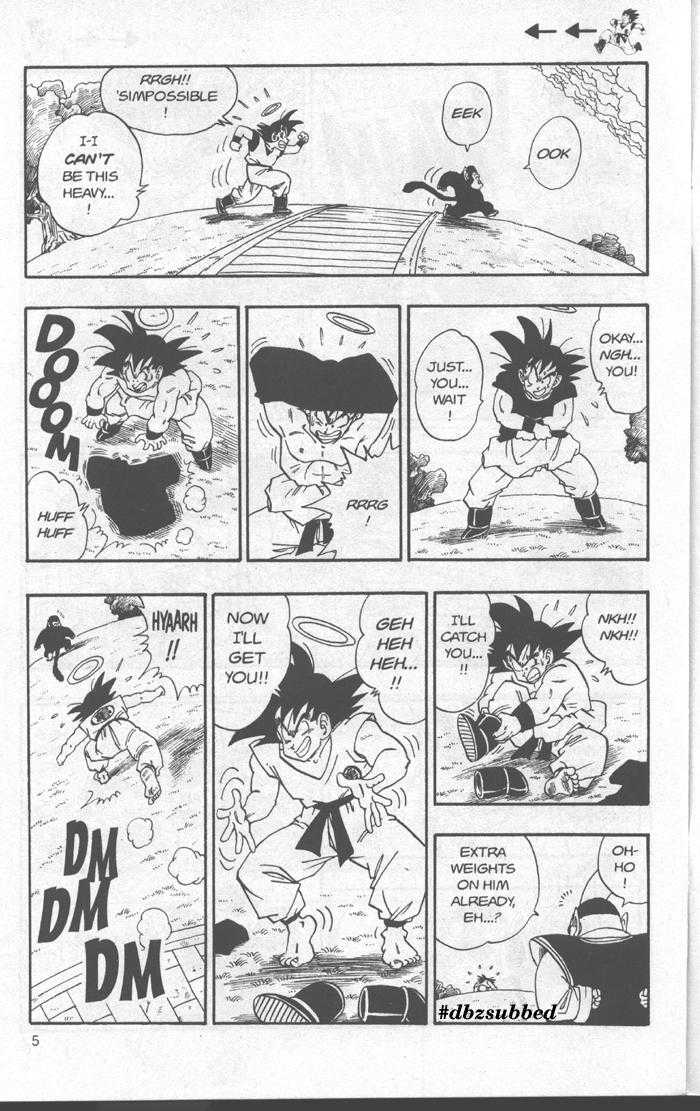 OOK
EEK
RRGH!!
'SIMPOSSIBLE
!
I-I
CAN'T
BE THIS
HEAVY...
!
OKAY...
NGH...
YOU!
JUST...
YOU...
WAIT
!
RRRG
!
DOOOM
HUFF
HUFF
NKH!!
NKH!!
I'LL
CATCH
YOU...
!!
OH-
HO
!
EXTRA
WEIGHTS
ON HIM
ALREADY,
EH...?
#dbzsubbed
GEH
HEH
HEH...
!!
NOW
I'LL
GET
YOU!!
HYAARH
!!
DM
DM
DM
5